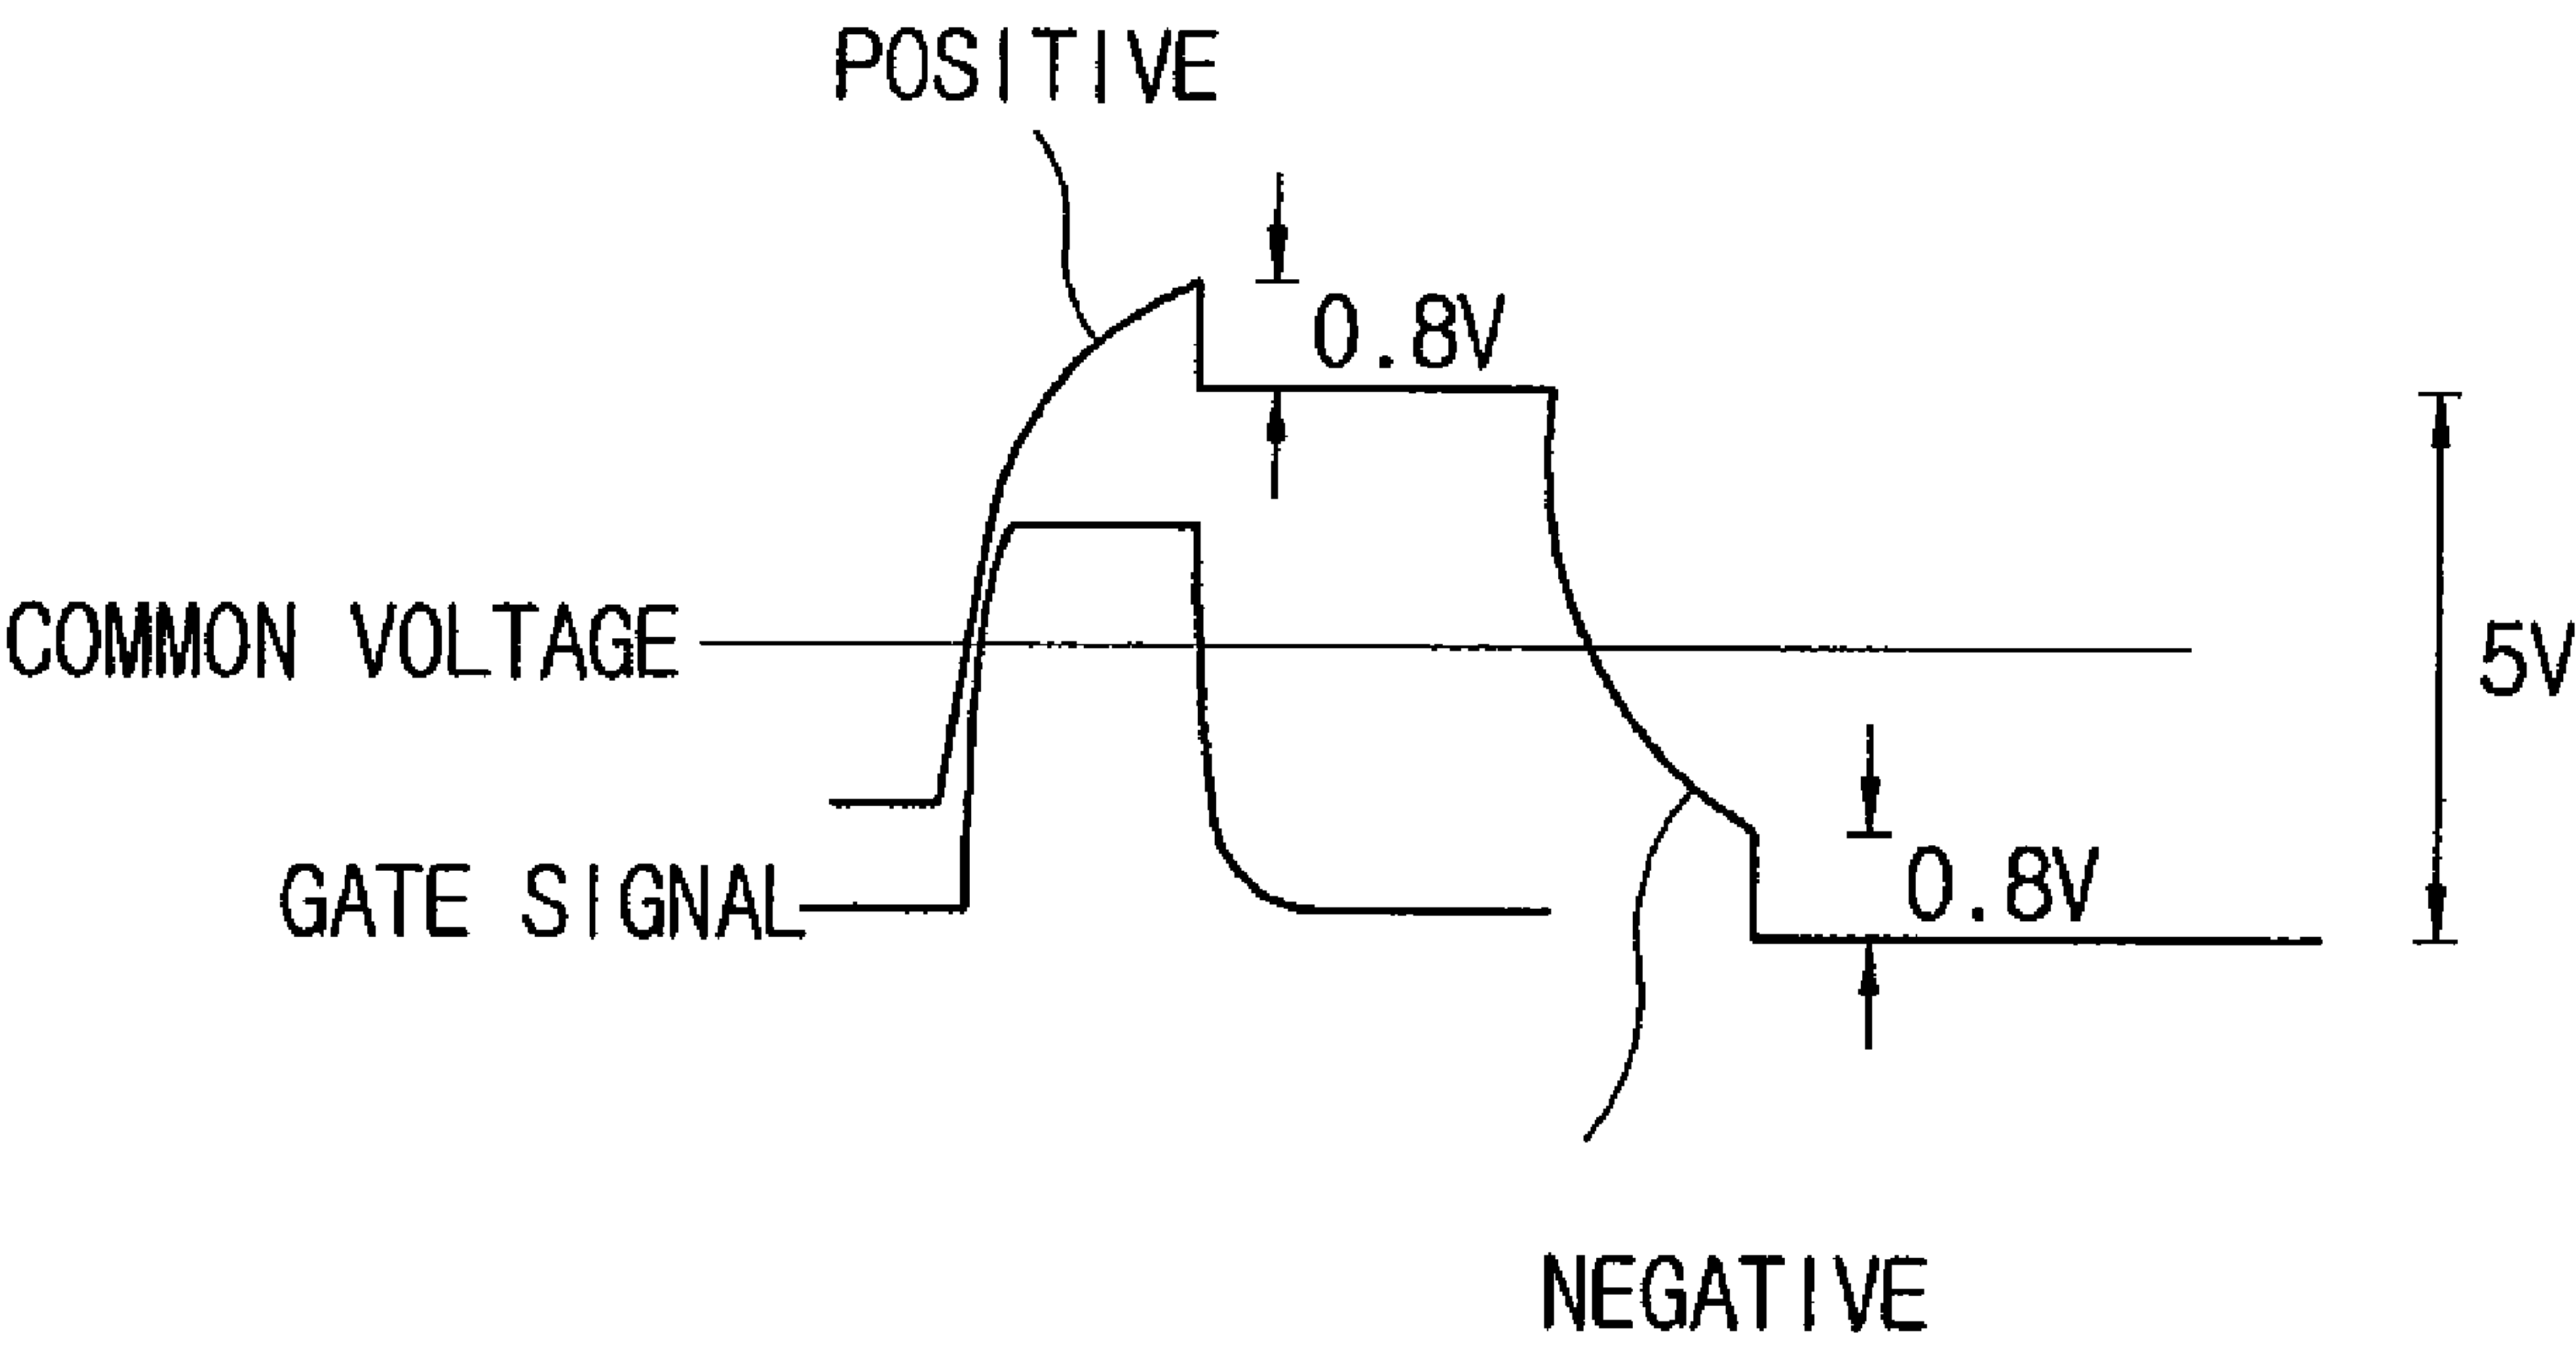 POSITIVE
0.8V
COMMON VOLTAGE
5V
GATE SIGNAL
0.8V
NEGATIVE